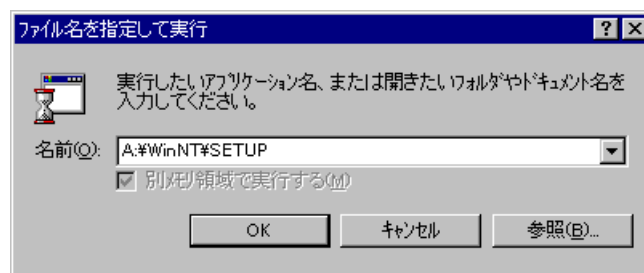 ファイル名を指定して実行
実行したいアプリケーション名、または開きたいフォルダやドキュメント名を
入力してください。
名前(O): A:¥WinNT¥SETUP
別メモリ領域で実行する(M)
OK キャンセル 参照(B)...